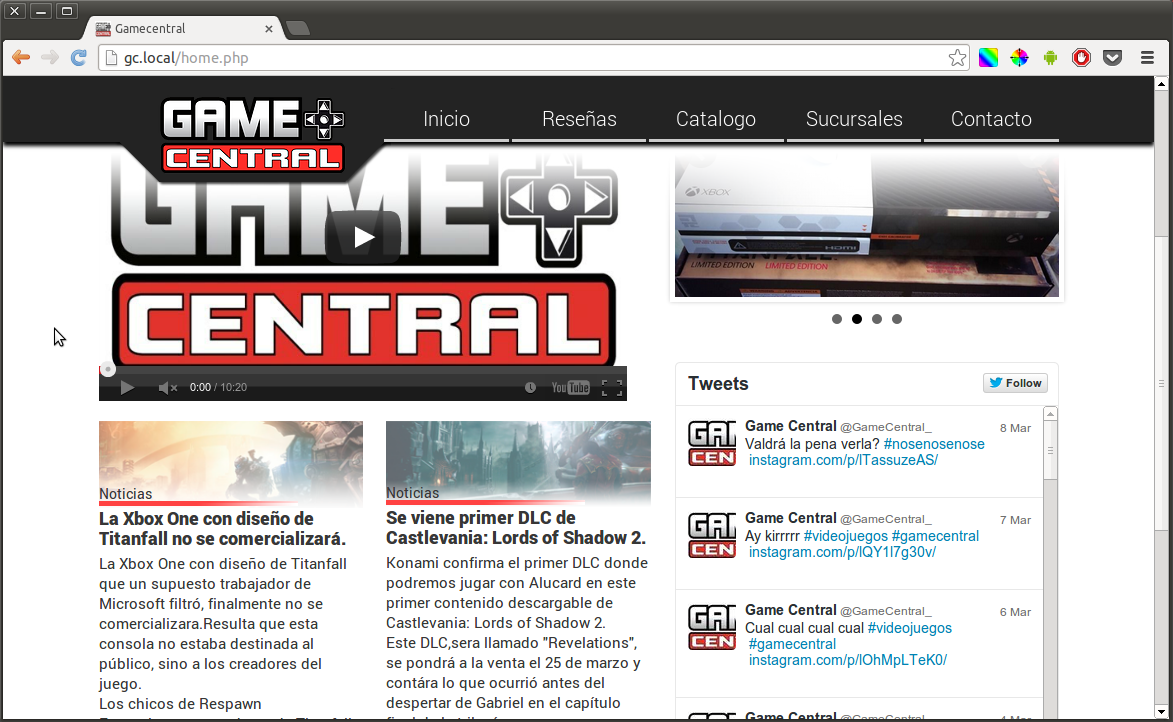 Gamecentral
gc.local/home.php
GAME
CENTRAL
Inicio
Reseñas
Catalogo
Sucursales
Contacto
GAME
CENTRAL
0:00 / 10:20
YouTube
XBOX
HDMI
LIMITED EDITION LIMITED EDITION
Noticias
La Xbox One con diseño de
Titanfall no se comercializará.
La Xbox One con diseño de Titanfall
que un supuesto trabajador de
Microsoft filtró, finalmente no se
comercializara.Resulta que esta
consola no estaba destinada al
público, sino a los creadores del
juego.
Los chicos de Respawn
Noticias
Se viene primer DLC de
Castlevania: Lords of Shadow 2.
Konami confirma el primer DLC donde
podremos jugar con Alucard en este
primer contenido descargable de
Castlevania: Lords of Shadow 2.
Este DLC,sera llamado "Revelations",
se pondrá a la venta el 25 de marzo y
contára lo que ocurrió antes del
despertar de Gabriel en el capítulo
Tweets
Follow
Game Central @GameCentral_ 8 Mar
Valdrá la pena verla? #nosenosenose
instagram.com/p/lTassuzeAS/
Game Central @GameCentral_ 7 Mar
Ay kirrrrr #videojuegos #gamecentral
instagram.com/p/lQY1l7g30v/
Game Central @GameCentral_ 6 Mar
Cual cual cual cual #videojuegos
#gamecentral
instagram.com/p/lOhMpLTeK0/
Game Central @GameCentral_ 4 Mar